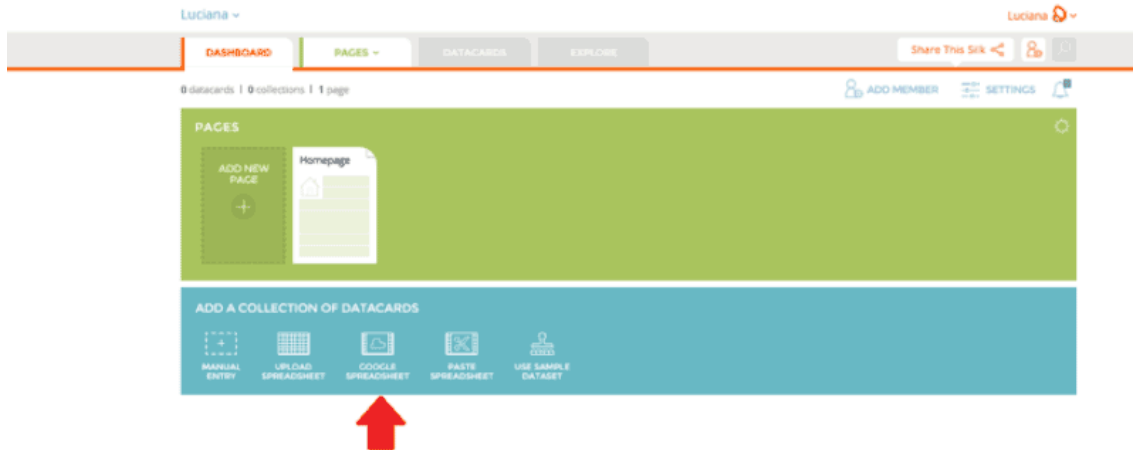 Luciana
Luciana
DASHBOARD
PAGES
DATACARDS
EXPLORE
Share This Silk
0 datacards | 0 collections | 1 page
ADD MEMBER
SETTINGS
PAGES
ADD NEW
PAGE
Homepage
ADD A COLLECTION OF DATACARDS
MANUAL
ENTRY
UPLOAD
SPREADSHEET
GOOGLE
SPREADSHEET
PASTE
SPREADSHEET
USE SAMPLE
DATASET